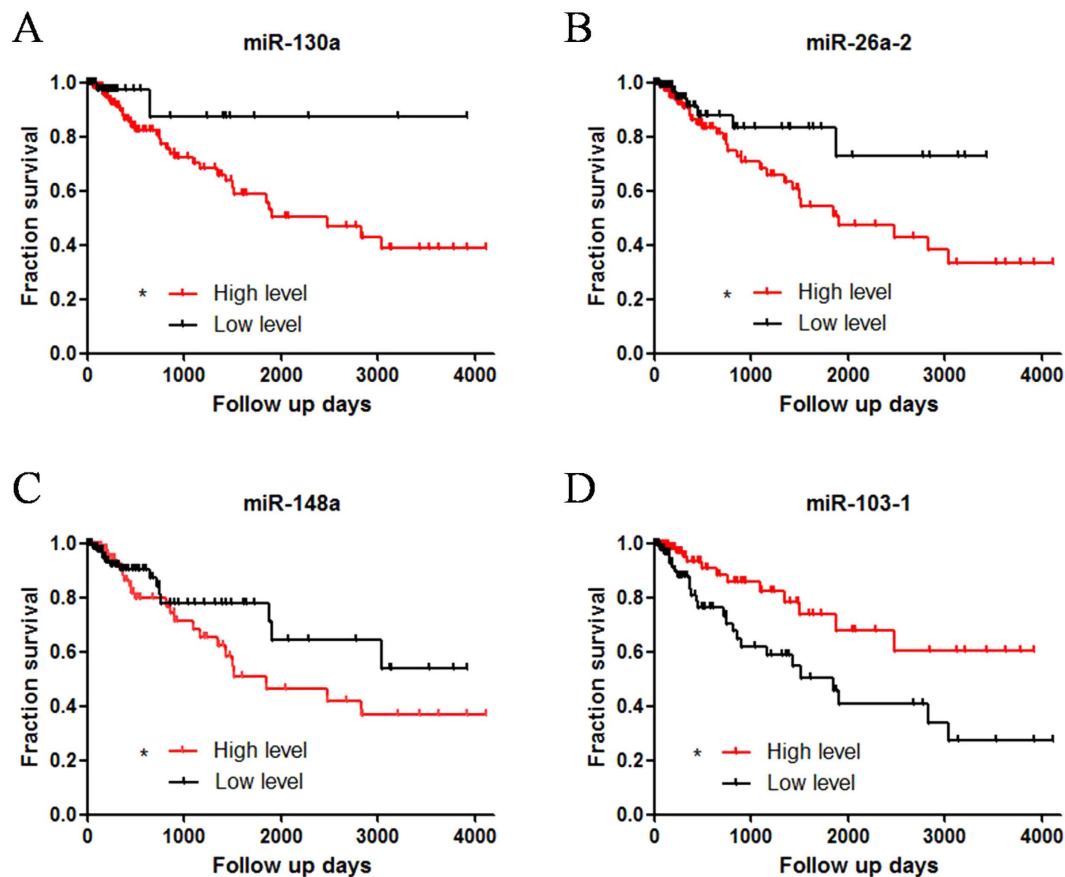 A
miR-130a
Fraction survival
1.0
0.8
0.6
0.4
0.2
0.0
* High level
Low level
0 1000 2000 3000 4000
Follow up days
B
miR-26a-2
Fraction survival
1.0
0.8
0.6
0.4
0.2
0.0
* High level
Low level
0 1000 2000 3000 4000
Follow up days
C
miR-148a
Fraction survival
1.0
0.8
0.6
0.4
0.2
0.0
* High level
Low level
0 1000 2000 3000 4000
Follow up days
D
miR-103-1
Fraction survival
1.0
0.8
0.6
0.4
0.2
0.0
* High level
Low level
0 1000 2000 3000 4000
Follow up days